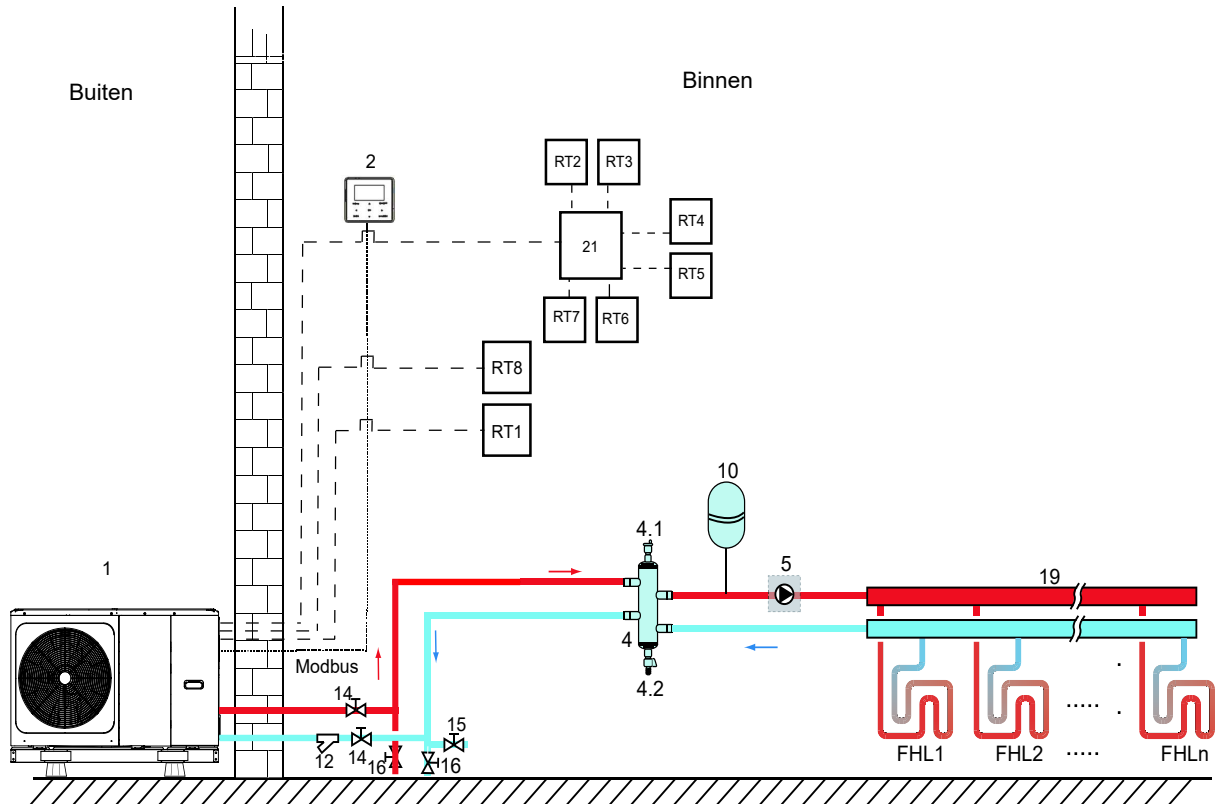 Buiten
Binnen
2
RT2
RT3
RT4
21
RT5
RT7
RT6
RT8
RT1
10
4.1
1
5
19
4
Modbus
4.2
14
15
12
14
16
16
.....
.....
FHL1
FHL2
.....
FHLn